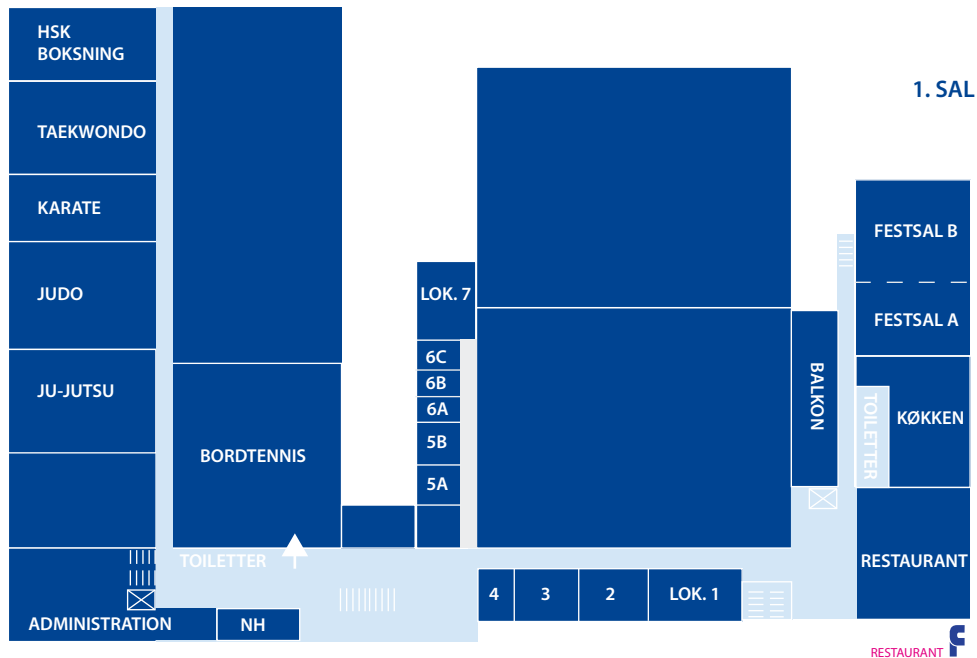 HSK
BOKSNING
1. SAL
TAEKWONDO
KARATE
FESTSAL B
JUDO
LOK. 7
FESTSAL A
6C
6B
JU-JUTSU
6A
BALKON
TOILETTER
KØKKEN
5B
BORDTENNIS
5A
TOILETTER
RESTAURANT
4
3
2
LOK. 1
ADMINISTRATION
NH
RESTAURANT F